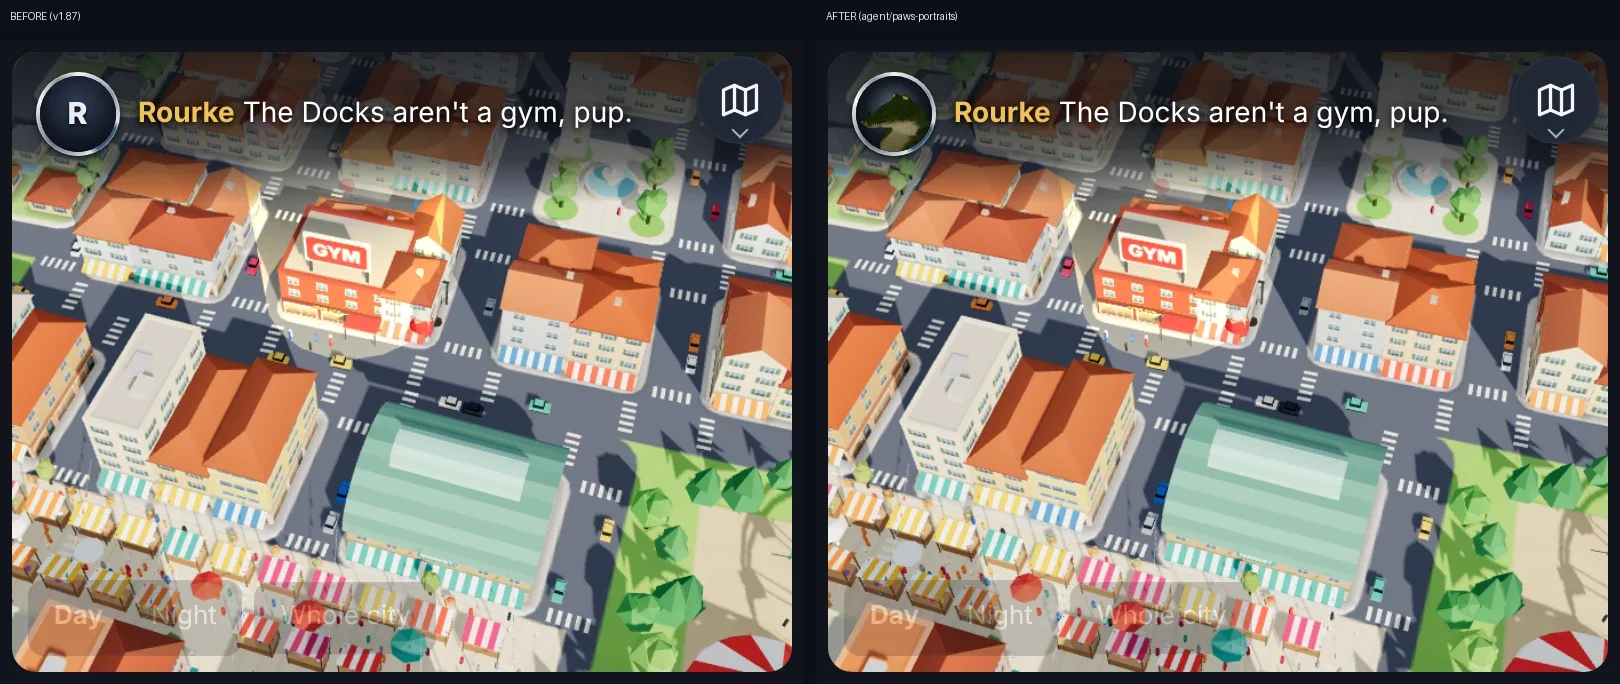 BEFORE (v1.87)
AFTER (agent/paws-portraits)
R
Rourke The Docks aren't a gym, pup.
GYM
Day Night Whole city
Rourke The Docks aren't a gym, pup.
GYM
Day Night Whole city